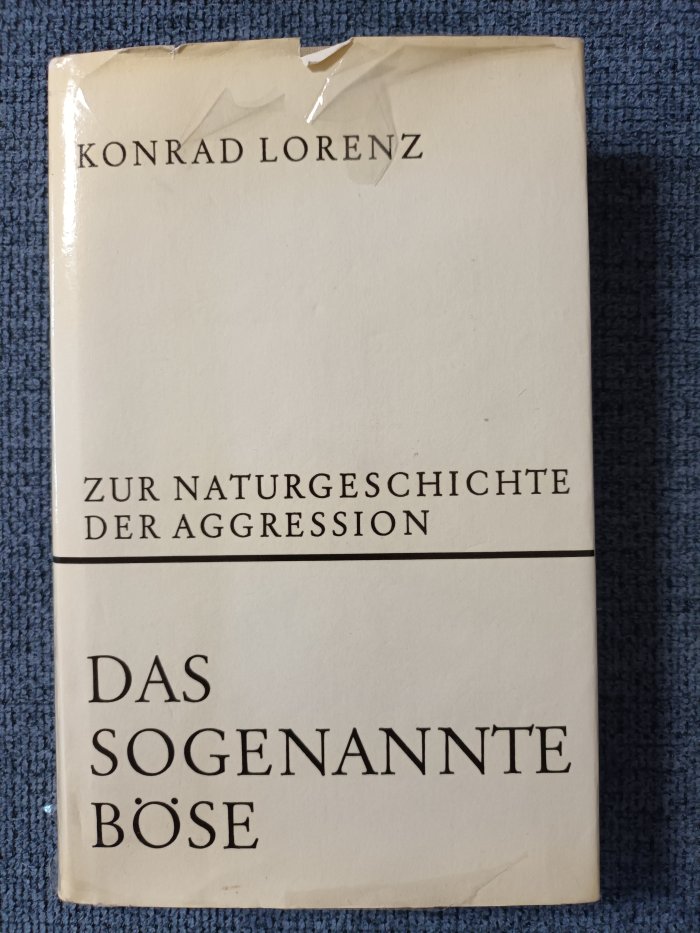 KONRAD LORENZ
ZUR NATURGESCHICHTE
DER AGGRESSION
DAS
SOGENANNTE
BÖSE